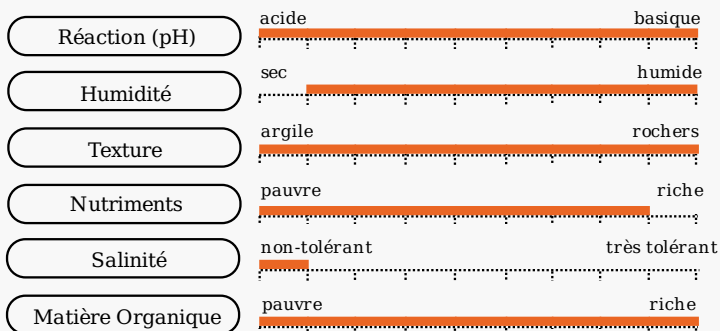 Réaction (pH)
acide basique
Humidité
sec humide
Texture
argile rochers
Nutriments
pauvre riche
Salinité
non-tolérant très tolérant
Matière Organique
pauvre riche